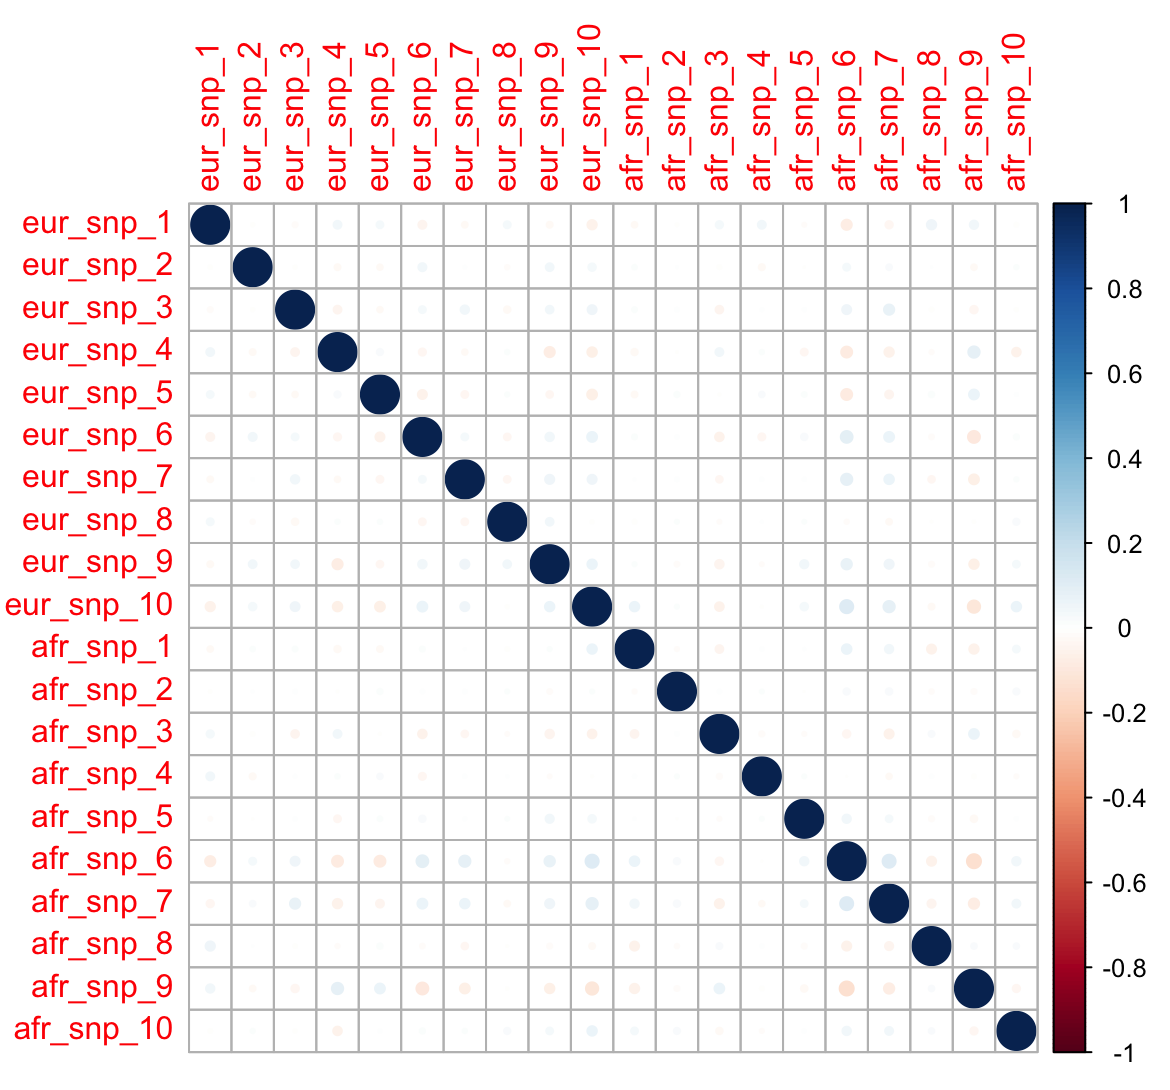 eur_snp_1
eur_snp_2
eur_snp_3
eur_snp_4
eur_snp_5
eur_snp_6
eur_snp_7
eur_snp_8
eur_snp_9
eur_snp_10
afr_snp_1
afr_snp_2
afr_snp_3
afr_snp_4
afr_snp_5
afr_snp_6
afr_snp_7
afr_snp_8
afr_snp_9
afr_snp_10
eur_snp_1
eur_snp_2
eur_snp_3
eur_snp_4
eur_snp_5
eur_snp_6
eur_snp_7
eur_snp_8
eur_snp_9
eur_snp_10
afr_snp_1
afr_snp_2
afr_snp_3
afr_snp_4
afr_snp_5
afr_snp_6
afr_snp_7
afr_snp_8
afr_snp_9
afr_snp_10
1
0.8
0.6
0.4
0.2
0
-0.2
-0.4
-0.6
-0.8
-1